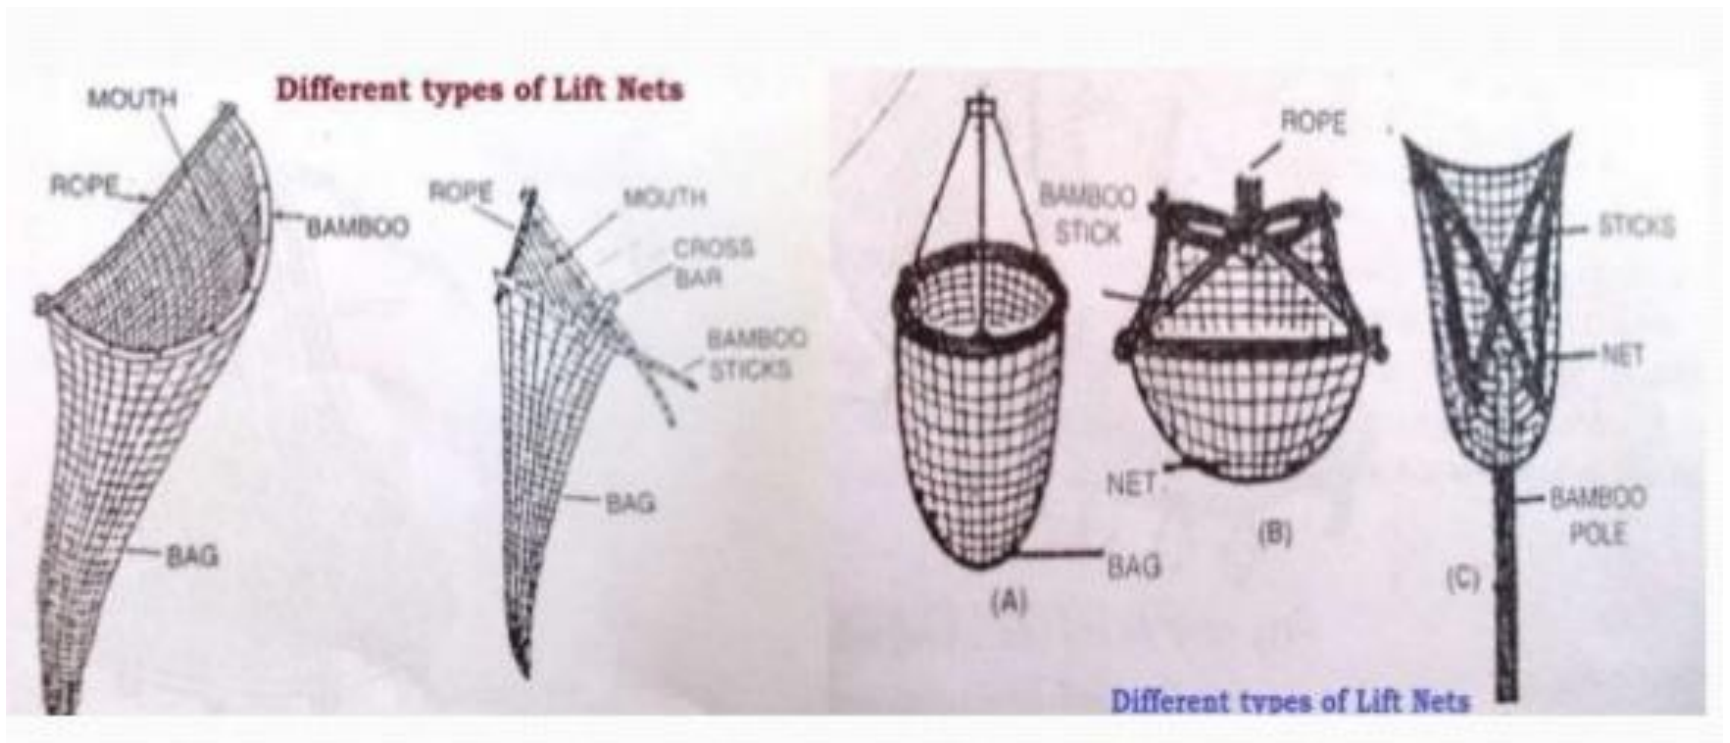 Different types of Lift Nets
MOUTH
ROPE
BAMBOO
BAG
ROPE
MOUTH
CROSS
BAR
BAMBOO
STICKS
BAG
BAG
(A)
ROPE
BAMBOO
STICK
NET
(B)
STICKS
NET
BAMBOO
POLE
(C)
Different types of Lift Nets